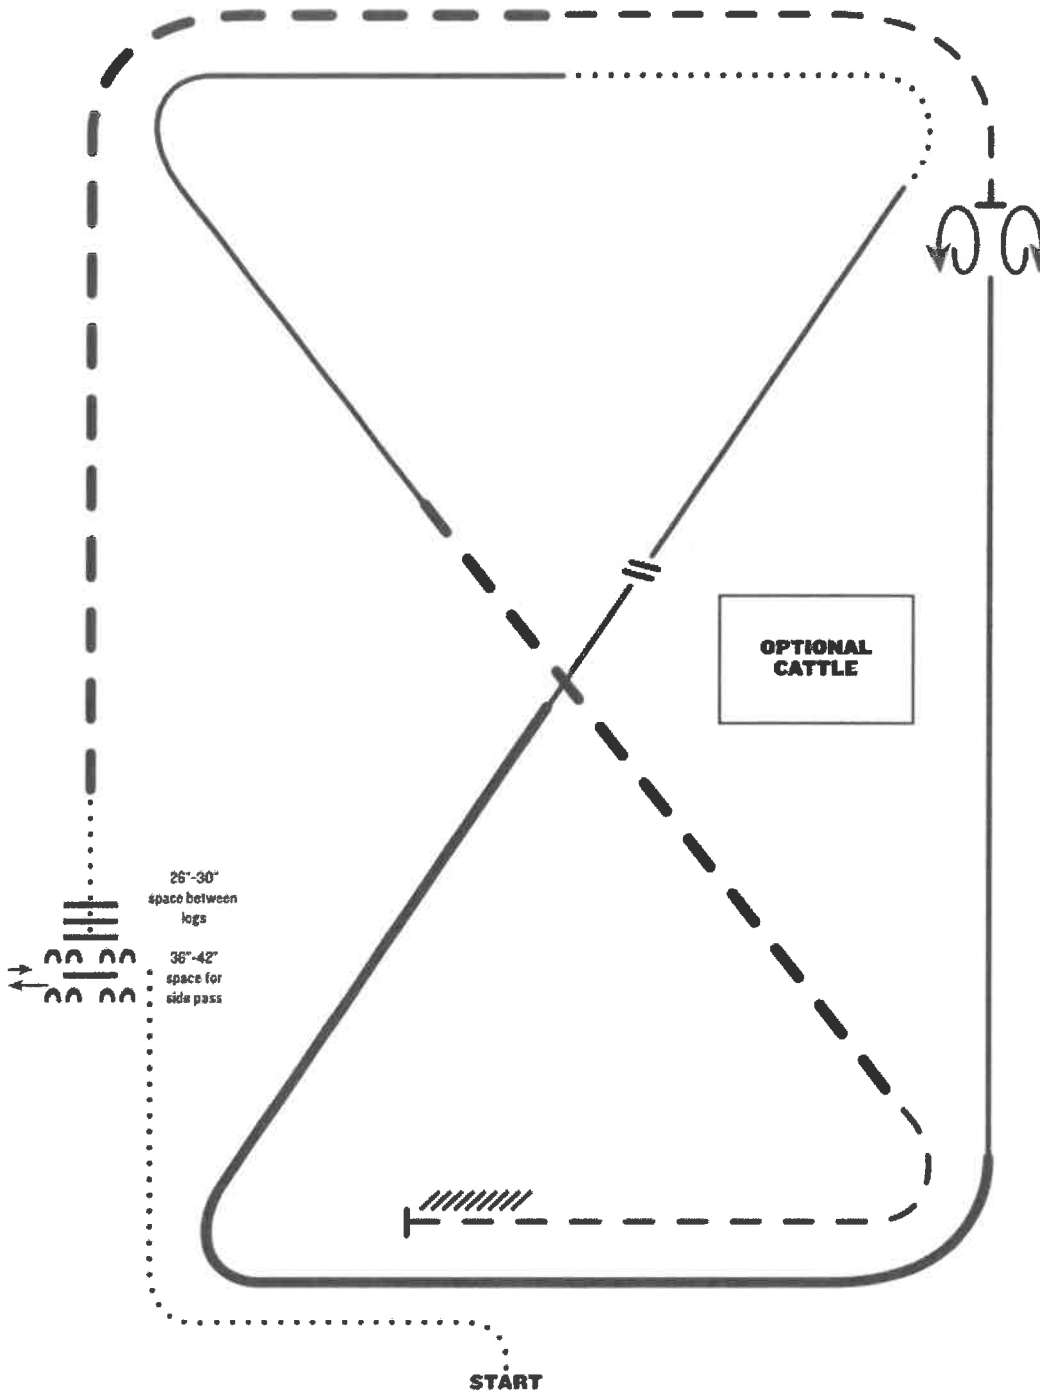 OPTIONAL
CATTLE
26"-30"
space between
logs
36"-42"
space for
side pass
START